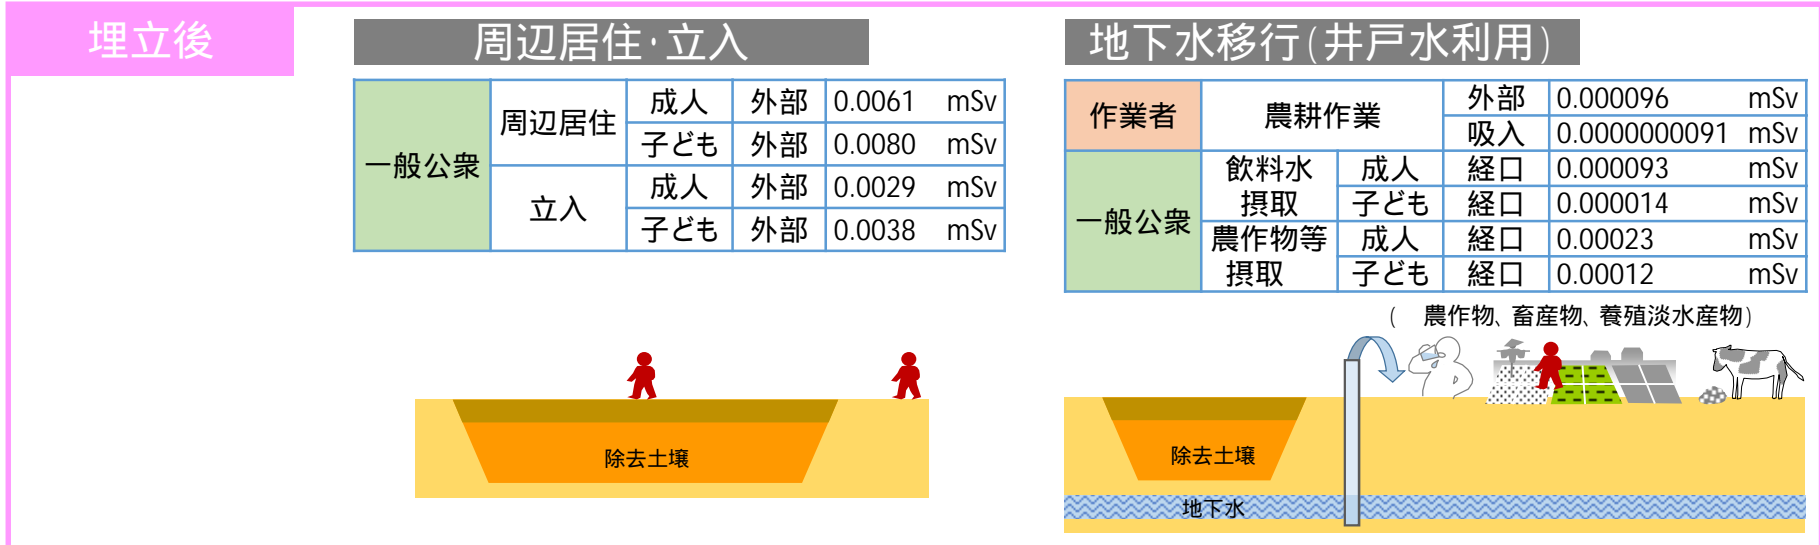 埋立後
周辺居住・立入
一般公衆 周辺居住 成人 外部 0.0061 mSv
子ども 外部 0.0080 mSv
立入 成人 外部 0.0029 mSv
子ども 外部 0.0038 mSv
除去土壌
地下水移行(井戸水利用)
作業者 農耕作業 外部 0.000096 mSv
吸入 0.0000000091 mSv
一般公衆 飲料水摂取 成人 経口 0.000093 mSv
子ども 経口 0.000014 mSv
農作物等摂取 成人 経口 0.00023 mSv
子ども 経口 0.00012 mSv
( 農作物、畜産物、養殖淡水産物)
除去土壌
地下水